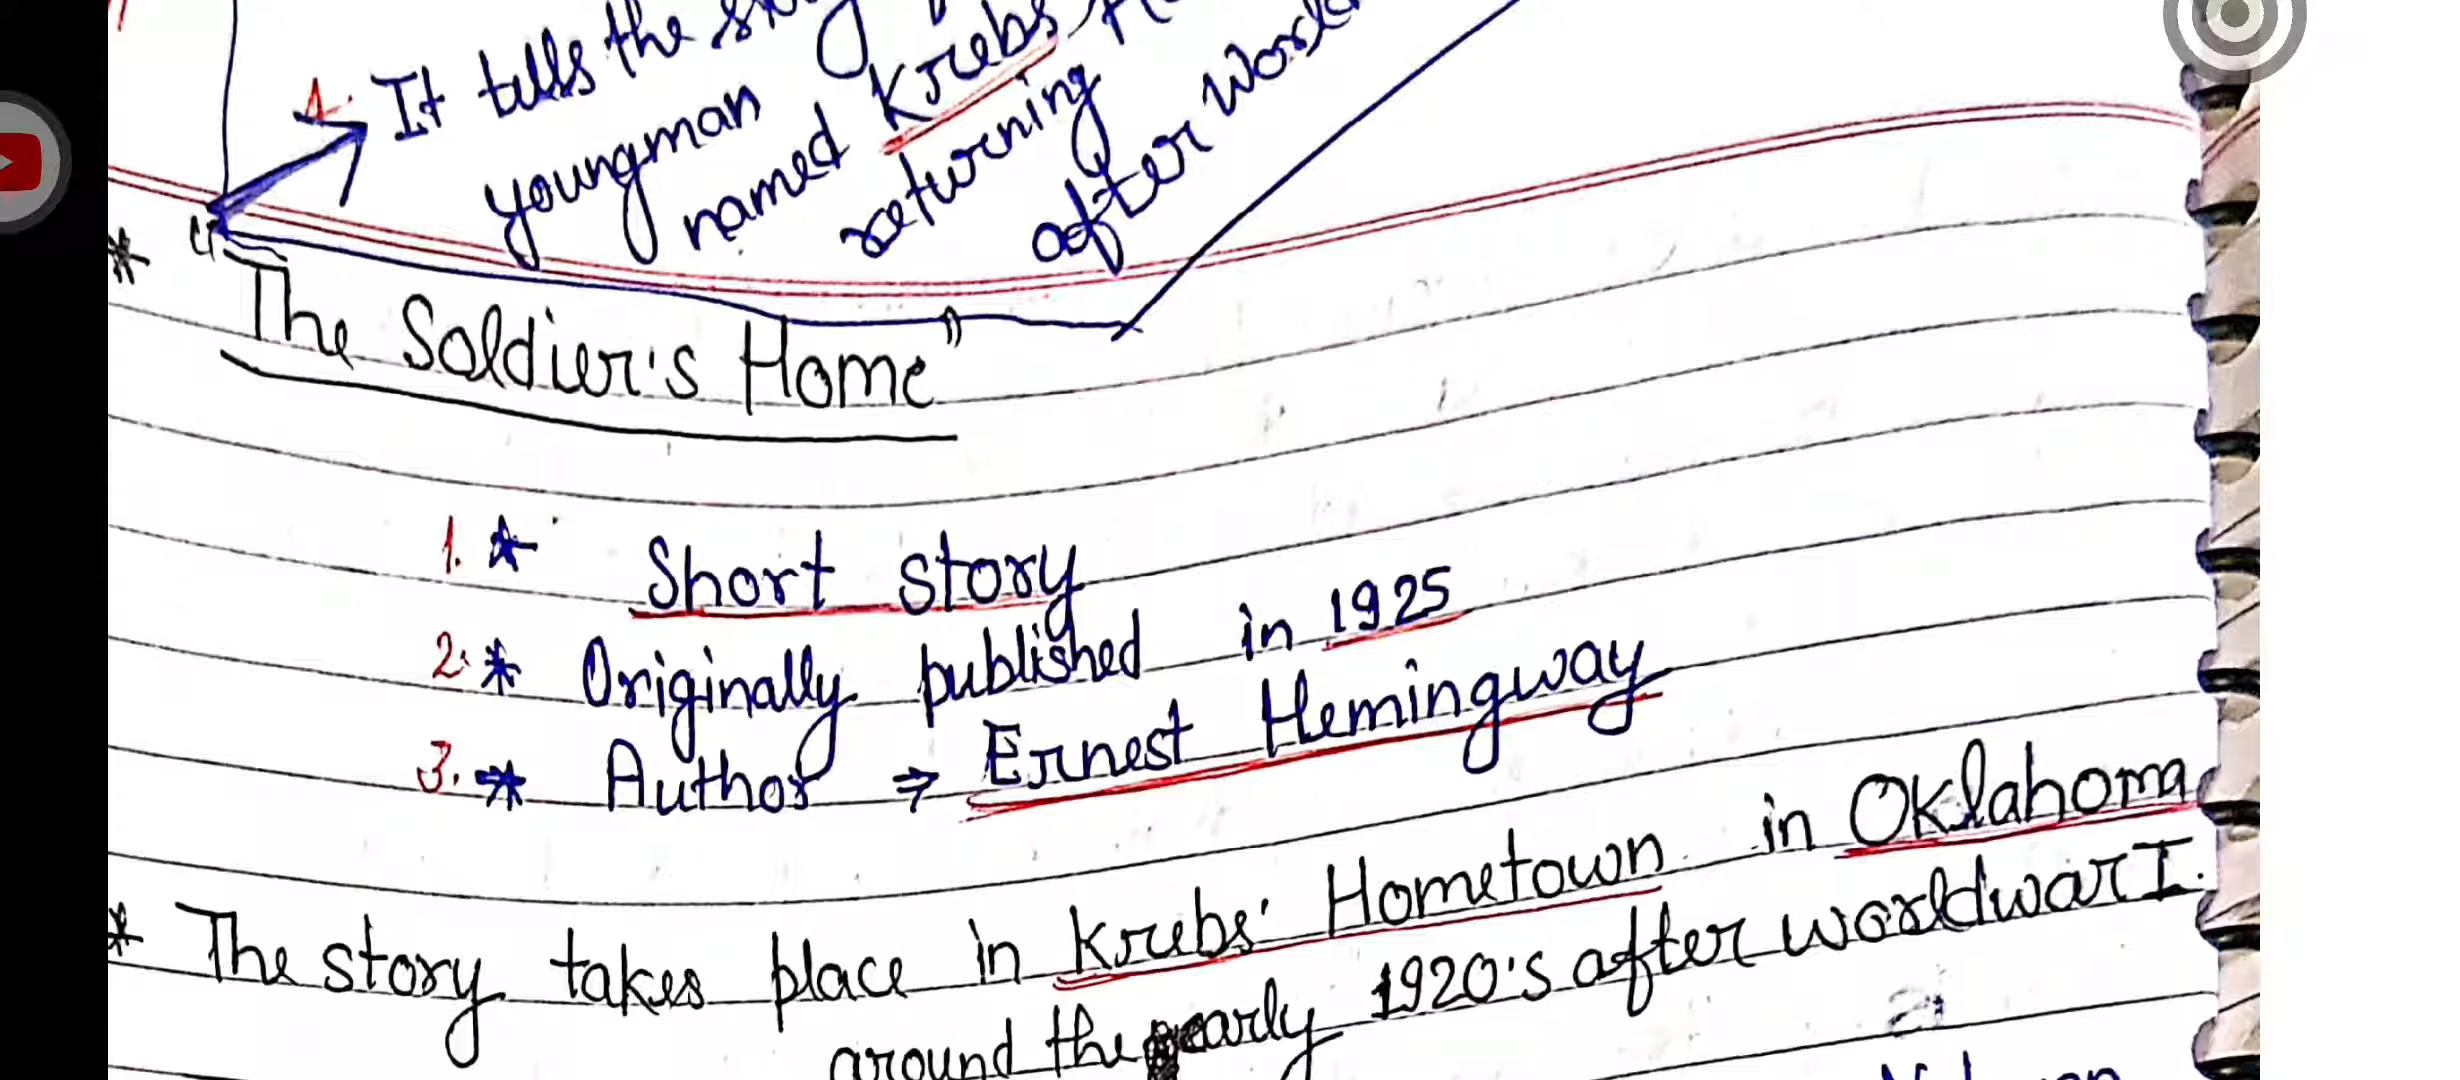 4. It tells the
youngman
named Krebs
returning
after World
* "The Soldier's Home"
1. * Short story
2. * Originally published in 1925
3. * Author ⇒ Ernest Hemingway
* The story takes place in Krebs' Hometown in Oklahoma
around the early 1920's after worldwar I.